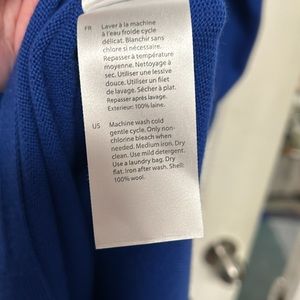 FR Laver à la machine
à l'eau froide cycle
délicat. Blanchir sans
chlore si nécessaire.
Repasser à température
moyenne. Nettoyage à
sec. Utiliser une lessive
douce. Utiliser un filet
de lavage. Sécher à plat.
Repasser après lavage.
Exterieur: 100% laine.
US Machine wash cold
gentle cycle. Only non-
chlorine bleach when
needed. Medium iron. Dry
clean. Use mild detergent.
Use a laundry bag. Dry
flat. Iron after wash. Shell:
100% wool.